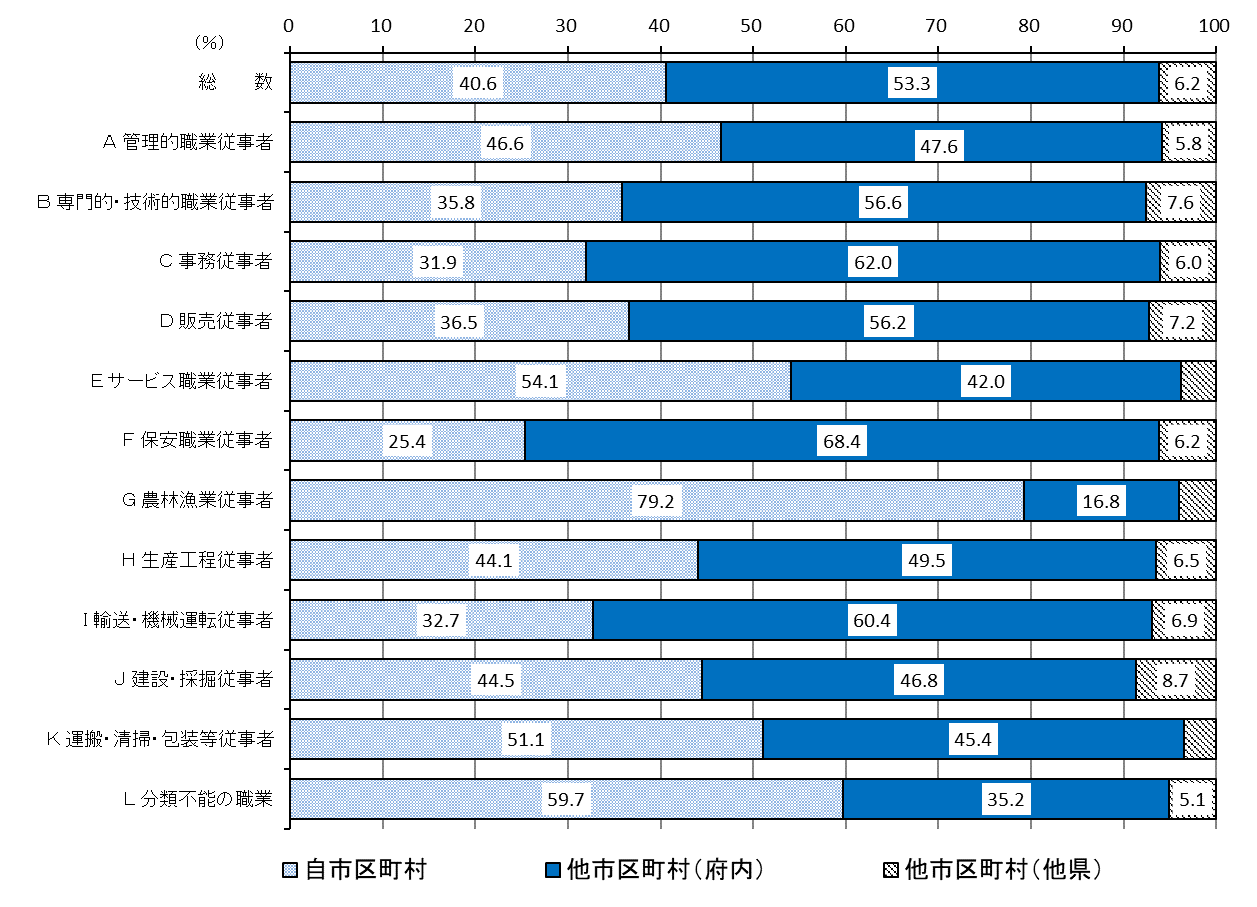 0 10 20 30 40 50 60 70 80 90 100
(%)
総 数 40.6 53.3 6.2
A 管理的職業従事者 46.6 47.6 5.8
B 専門的・技術的職業従事者 35.8 56.6 7.6
C 事務従事者 31.9 62.0 6.0
D 販売従事者 36.5 56.2 7.2
E サービス職業従事者 54.1 42.0
F 保安職業従事者 25.4 68.4 6.2
G 農林漁業従事者 79.2 16.8
H 生産工程従事者 44.1 49.5 6.5
I 輸送・機械運転従事者 32.7 60.4 6.9
J 建設・採掘従事者 44.5 46.8 8.7
K 運搬・清掃・包装等従事者 51.1 45.4
L 分類不能の職業 59.7 35.2 5.1
自市区町村 他市区町村(府内) 他市区町村(他県)